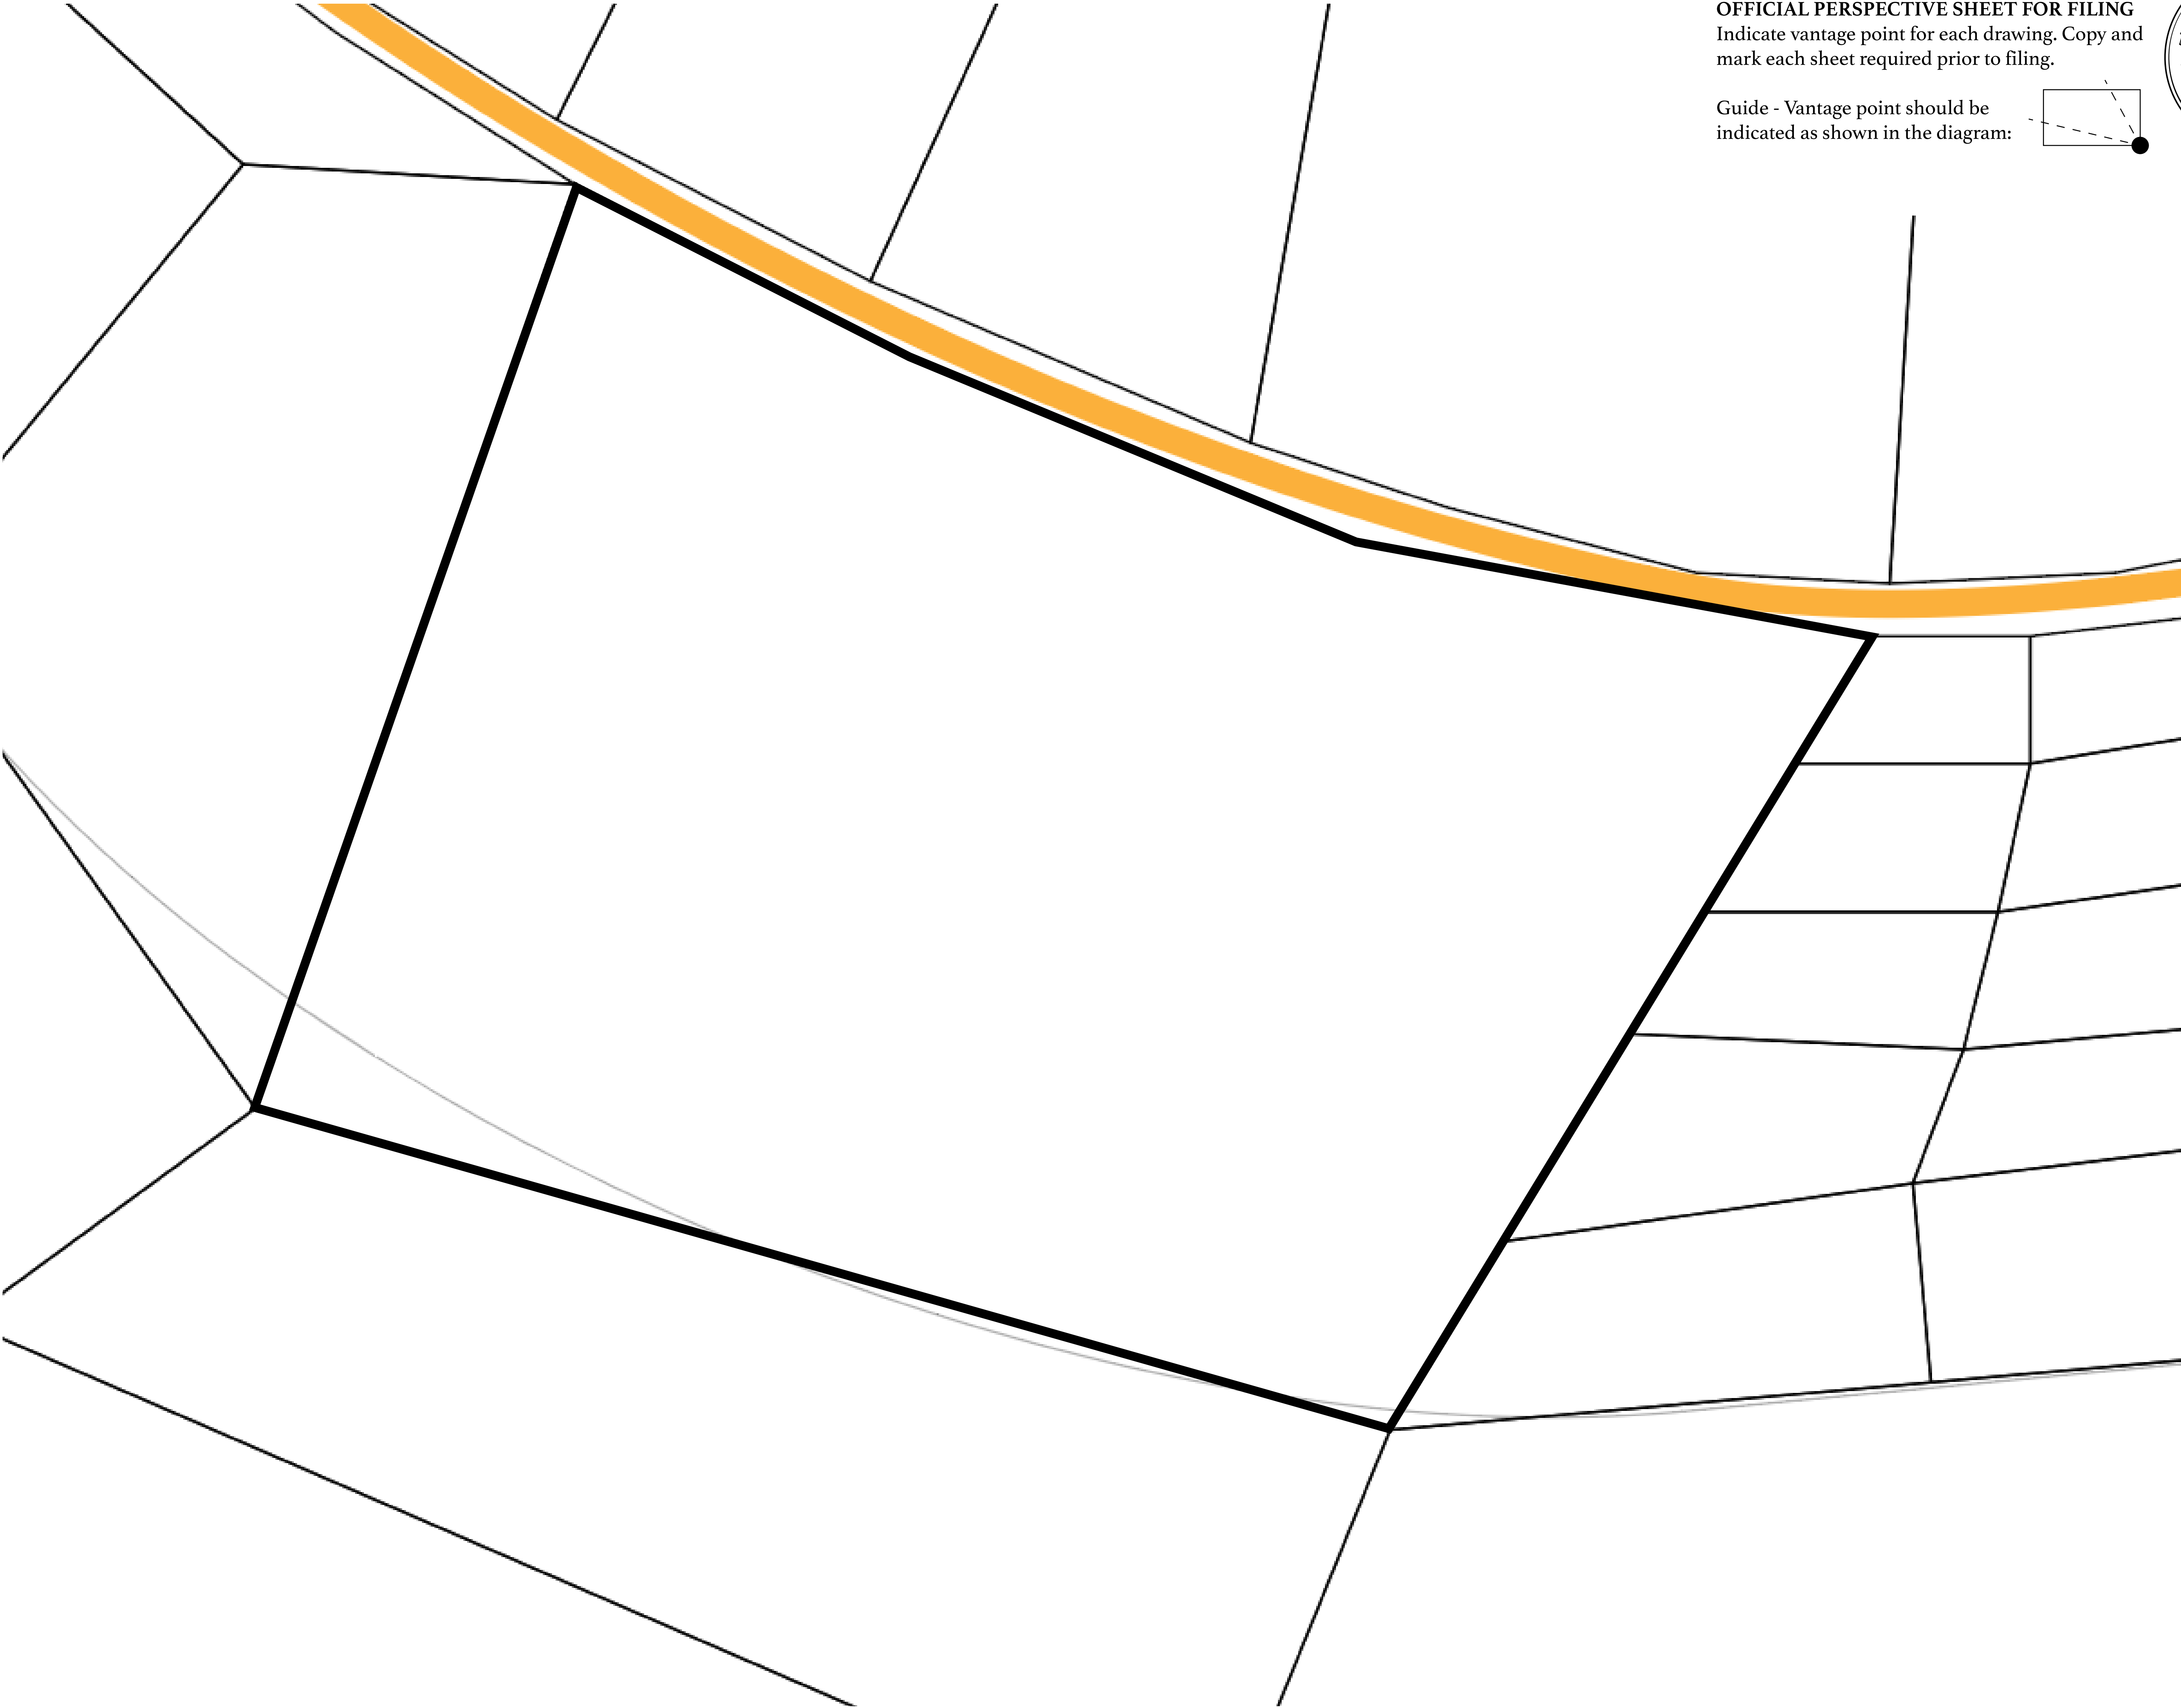 OFFICIAL PERSPECTIVE SHEET FOR FILING
Indicate vantage point for each drawing. Copy and
mark each sheet required prior to filing.
Guide - Vantage point should be
indicated as shown in the diagram: